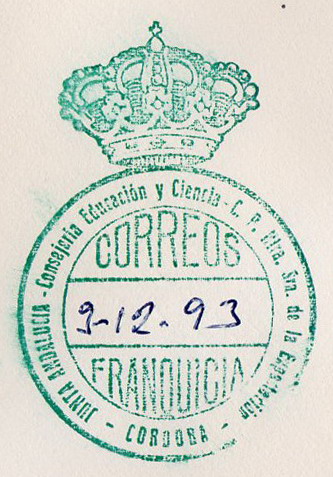 JUNTA ANDALUCIA - Consejería Educación y Ciencia - C. P. Ntra. Sra. de la Expectación
CORREOS
9-12-93
FRANQUICIA
- CORDOBA -